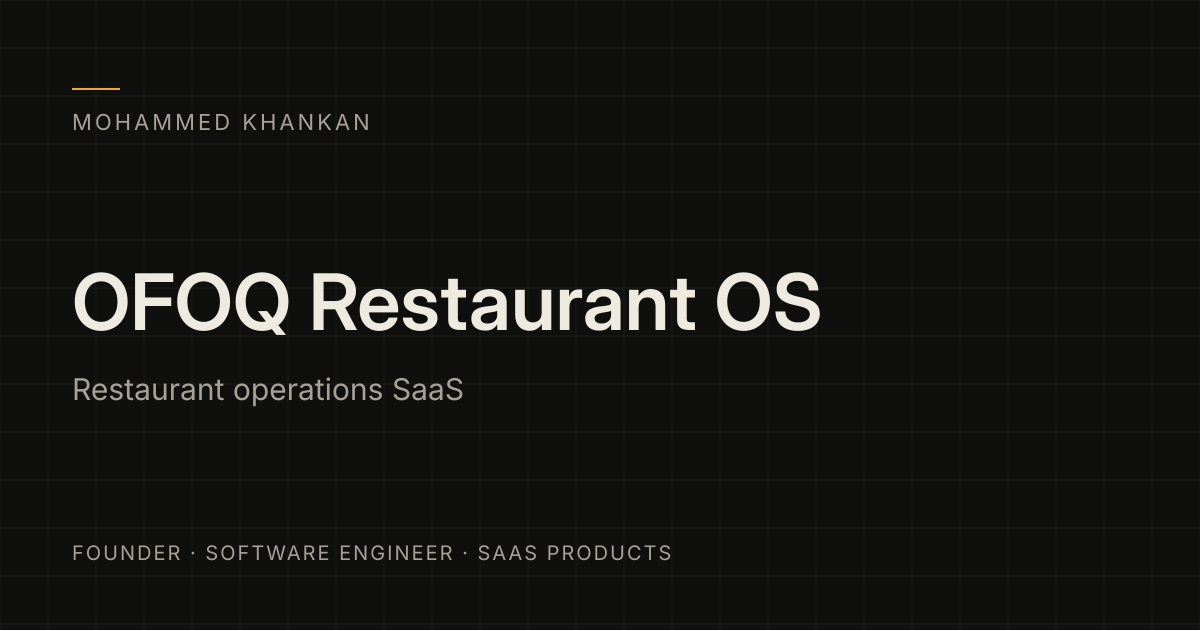 MOHAMMED KHANKAN
OFOQ Restaurant OS
Restaurant operations SaaS
FOUNDER · SOFTWARE ENGINEER · SAAS PRODUCTS